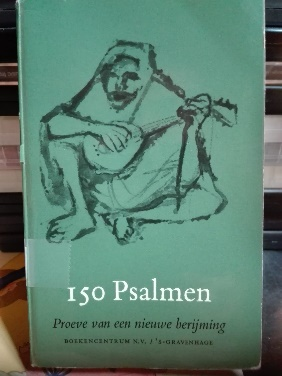 150 Psalmen
Proeve van een nieuwe berijming
BOEKENCENTRUM N.V. / 'S-GRAVENHAGE